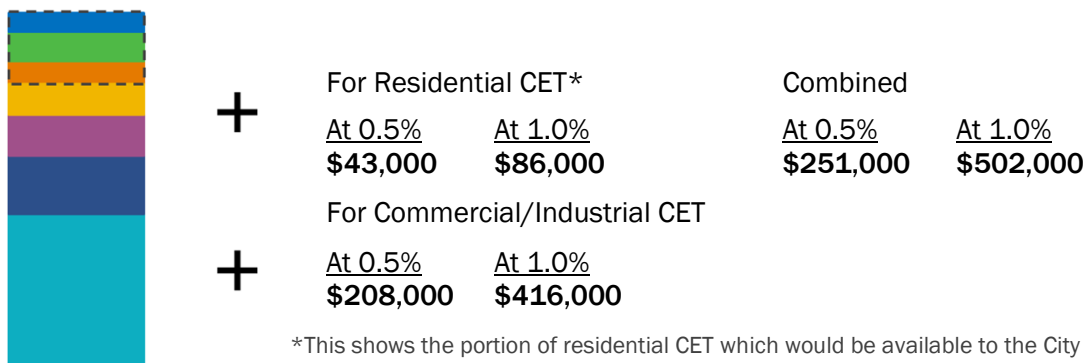 +
For Residential CET*
At 0.5% At 1.0%
$43,000 $86,000
Combined
At 0.5% At 1.0%
$251,000 $502,000
For Commercial/Industrial CET
+
At 0.5% At 1.0%
$208,000 $416,000
*This shows the portion of residential CET which would be available to the City